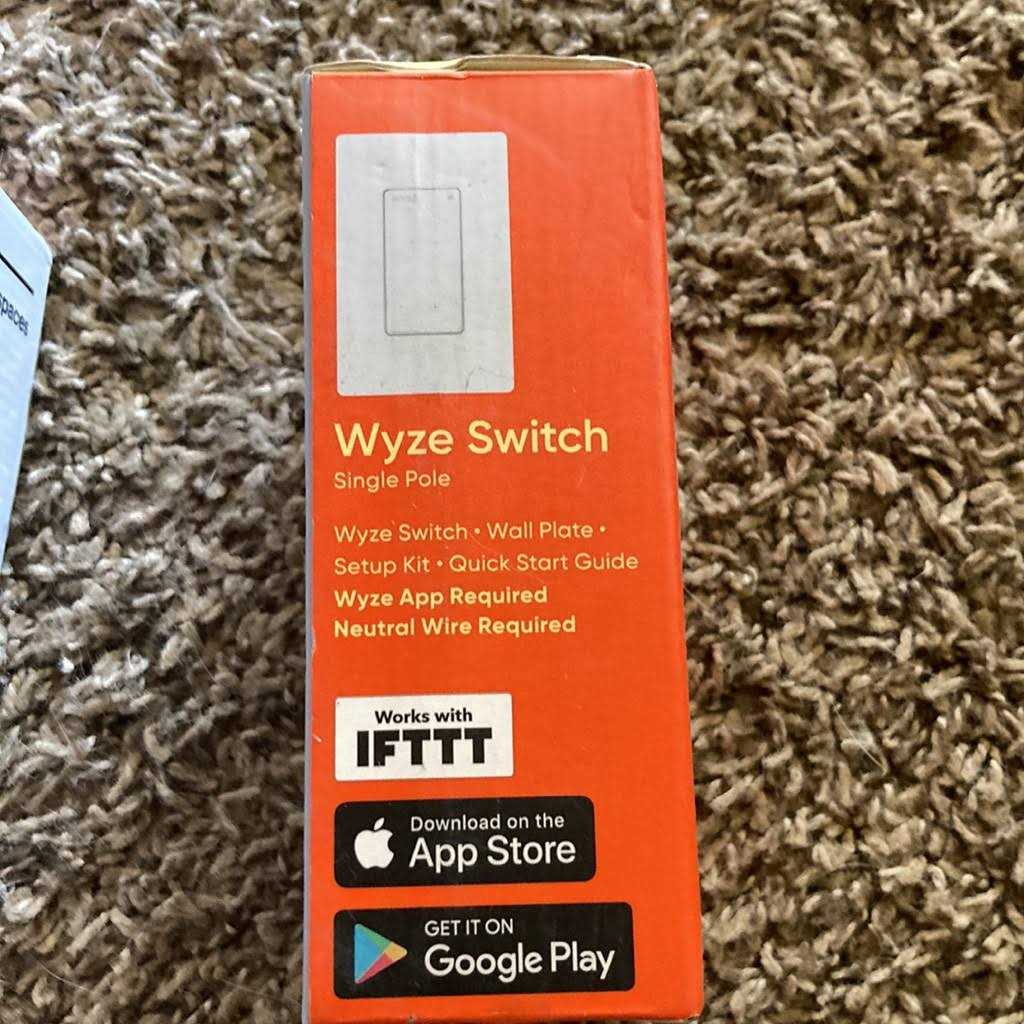 Wyze Switch
Single Pole
Wyze Switch • Wall Plate •
Setup Kit • Quick Start Guide
Wyze App Required
Neutral Wire Required
Works with
IFTTT
Download on the
App Store
GET IT ON
Google Play
spaces